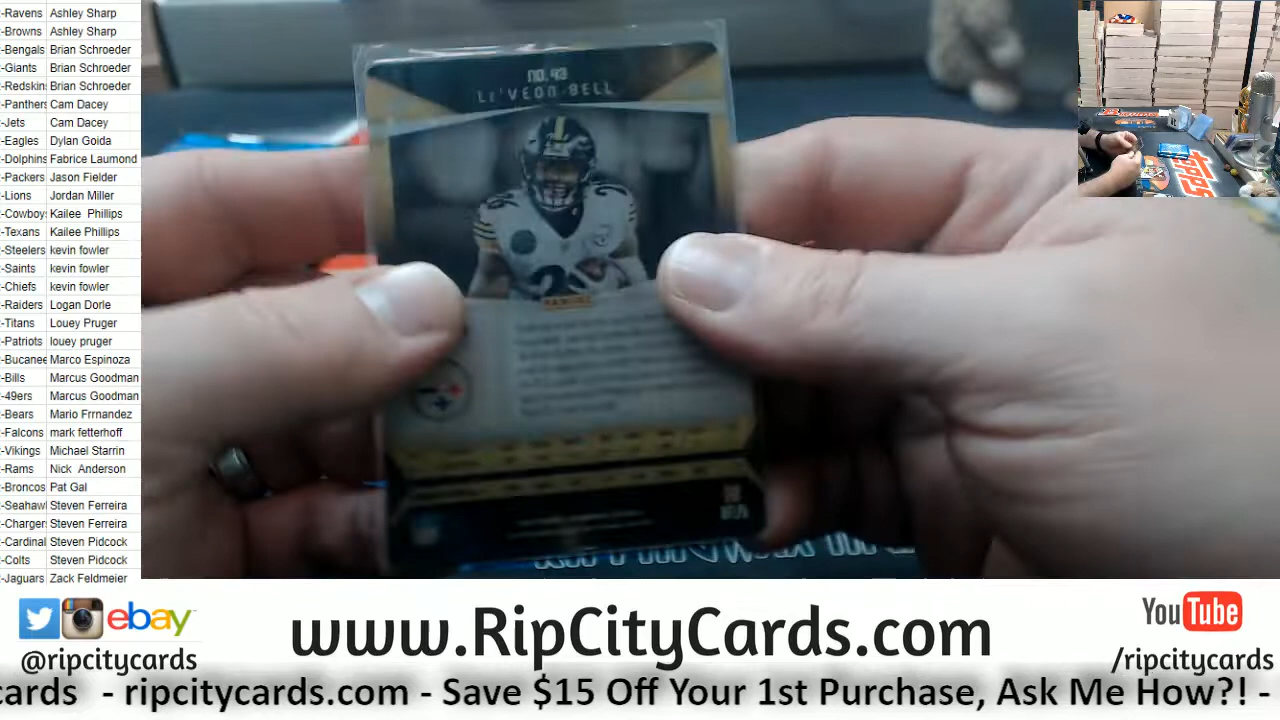 -Ravens Ashley Sharp
-Browns Ashley Sharp
-Bengals Brian Schroeder
-Giants Brian Schroeder
-Redskin Brian Schroeder
-Panthers Cam Dacey
-Jets Cam Dacey
-Eagles Dylan Goida
-Dolphins Fabrice Laumond
-Packers Jason Fielder
-Lions Jordan Miller
-Cowboy Kailee Phillips
-Texans Kailee Phillips
-Steelers kevin fowler
-Saints kevin fowler
-Chiefs kevin fowler
-Raiders Logan Dorle
-Titans Louey Pruger
-Patriots louey pruger
-Bucanee Marco Espinoza
-Bills Marcus Goodman
-49ers Marcus Goodman
-Bears Mario Frrnandez
-Falcons mark fetterhoff
-Vikings Michael Starrin
-Rams Nick Anderson
-Broncos Pat Gal
-Seahaw Steven Ferreira
-Charger Steven Ferreira
-Cardinal Steven Pidcock
-Colts Steven Pidcock
-Jaguars Zack Feldmeier
NO. 43
LE'VEON BELL
PANINI
TOPPS
ebay
@ripcitycards
www.RipCityCards.com
YouTube
/ripcitycards
cards - ripcitycards.com - Save $15 Off Your 1st Purchase, Ask Me How?! -